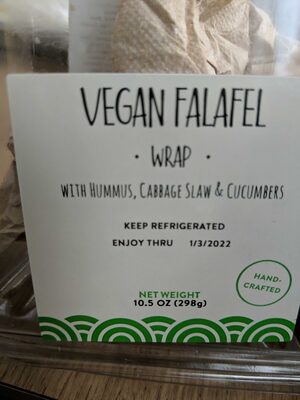 VEGAN FALAFEL
• WRAP •
WITH HUMMUS, CABBAGE SLAW & CUCUMBERS
KEEP REFRIGERATED
ENJOY THRU 1/3/2022
HAND-
CRAFTED
NET WEIGHT
10.5 OZ (298g)